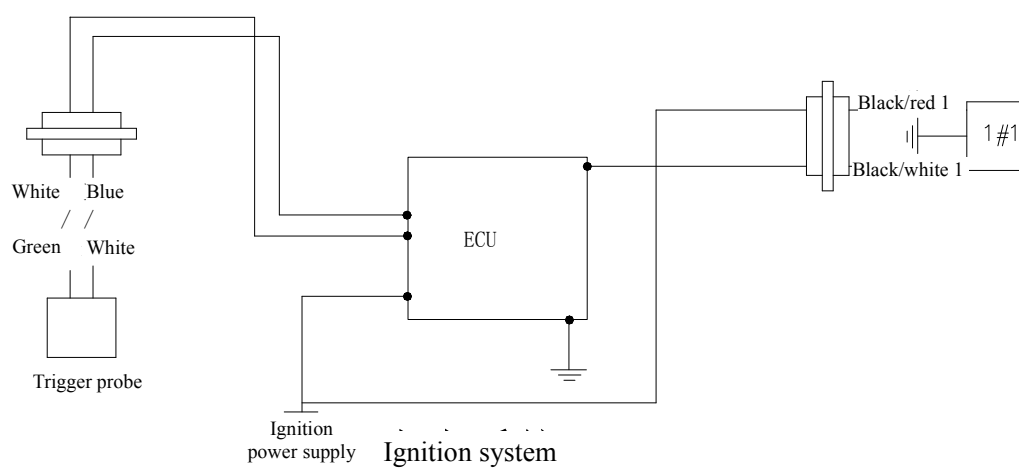 Black/red 1
1#1
Black/white 1
White Blue
Green White
ECU
Trigger probe
Ignition
power supply
Ignition system